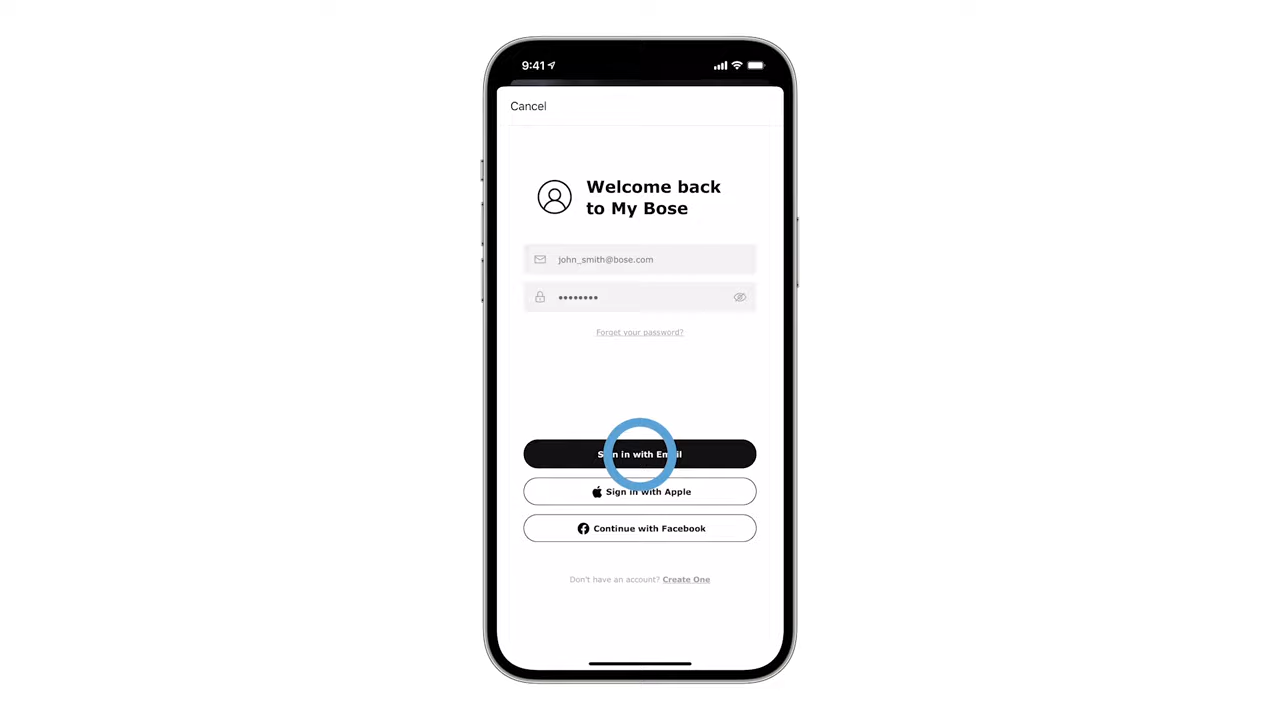 9:41
Cancel
Welcome back
to My Bose
john_smith@bose.com
••••••••
Forget your password?
Sign in with Email
Sign in with Apple
Continue with Facebook
Don't have an account? Create One